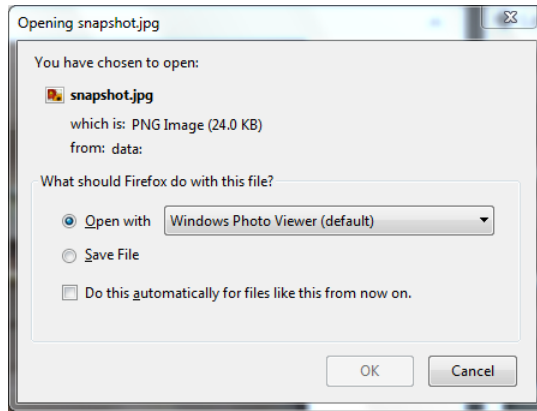 Opening snapshot.jpg
You have chosen to open:
snapshot.jpg
which is: PNG Image (24.0 KB)
from: data:
What should Firefox do with this file?
Open with Windows Photo Viewer (default)
Save File
Do this automatically for files like this from now on.
OK Cancel